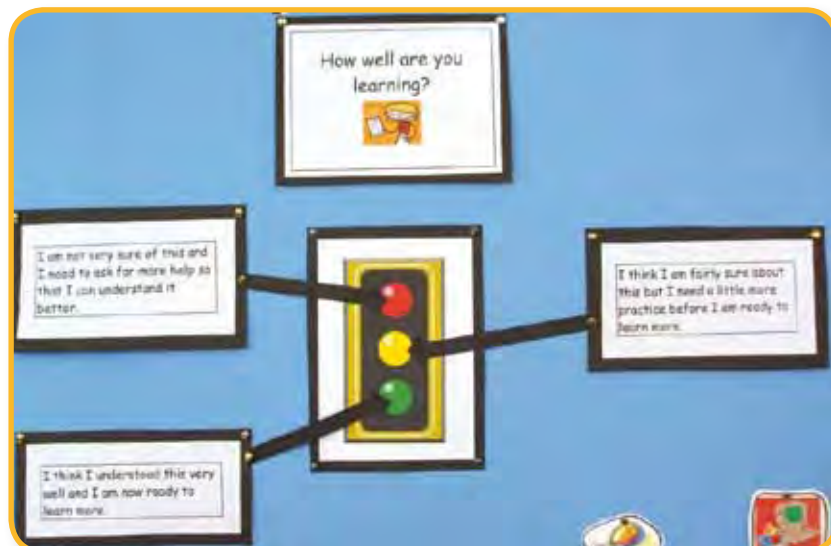 How well are you
learning?
I am not very sure of this and
I need to ask for more help so
that I can understand it
better.
I think I am fairly sure about
this but I need a little more
practice before I am ready to
learn more.
I think I understood this very
well and I am now ready to
learn more.